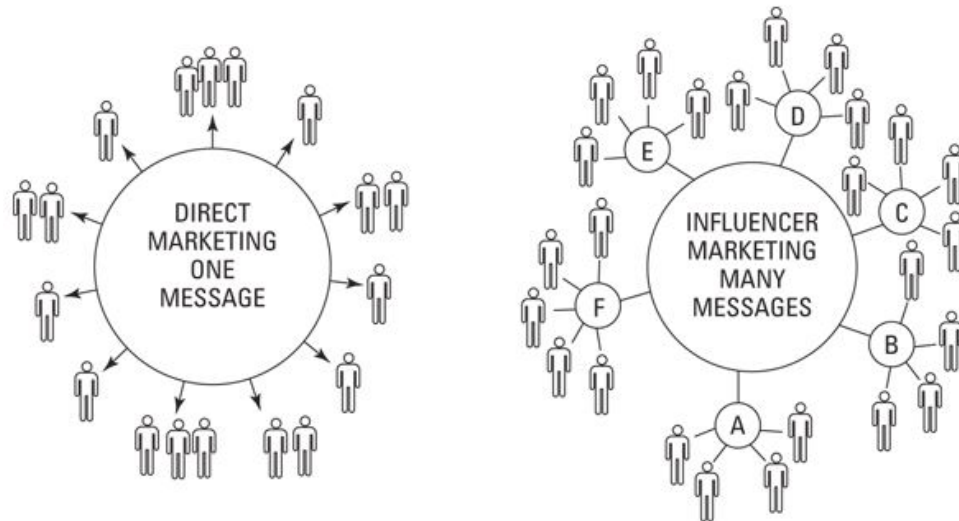 DIRECT
MARKETING
ONE
MESSAGE
INFLUENCER
MARKETING
MANY
MESSAGES
A
B
C
D
E
F